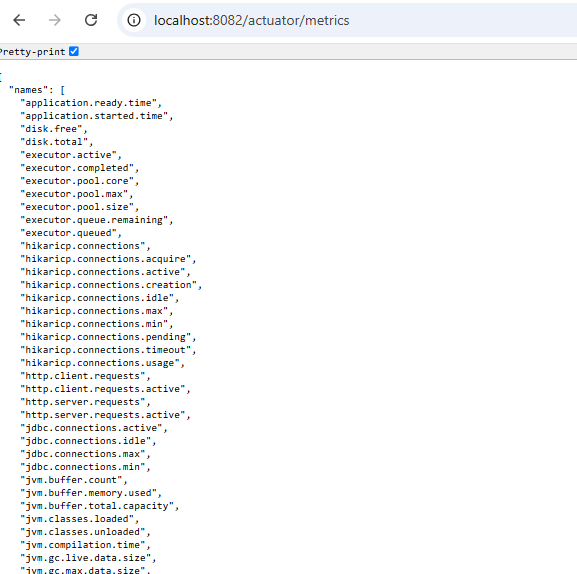 localhost:8082/actuator/metrics
Pretty-print
"names": [
"application.ready.time",
"application.started.time",
"disk.free",
"disk.total",
"executor.active",
"executor.completed",
"executor.pool.core",
"executor.pool.max",
"executor.pool.size",
"executor.queue.remaining",
"executor.queued",
"hikaricp.connections",
"hikaricp.connections.acquire",
"hikaricp.connections.active",
"hikaricp.connections.creation",
"hikaricp.connections.idle",
"hikaricp.connections.max",
"hikaricp.connections.min",
"hikaricp.connections.pending",
"hikaricp.connections.timeout",
"hikaricp.connections.usage",
"http.client.requests",
"http.client.requests.active",
"http.server.requests",
"http.server.requests.active",
"jdbc.connections.active",
"jdbc.connections.idle",
"jdbc.connections.max",
"jdbc.connections.min",
"jvm.buffer.count",
"jvm.buffer.memory.used",
"jvm.buffer.total.capacity",
"jvm.classes.loaded",
"jvm.classes.unloaded",
"jvm.compilation.time",
"jvm.gc.live.data.size",
"jvm.gc.max.data.size",